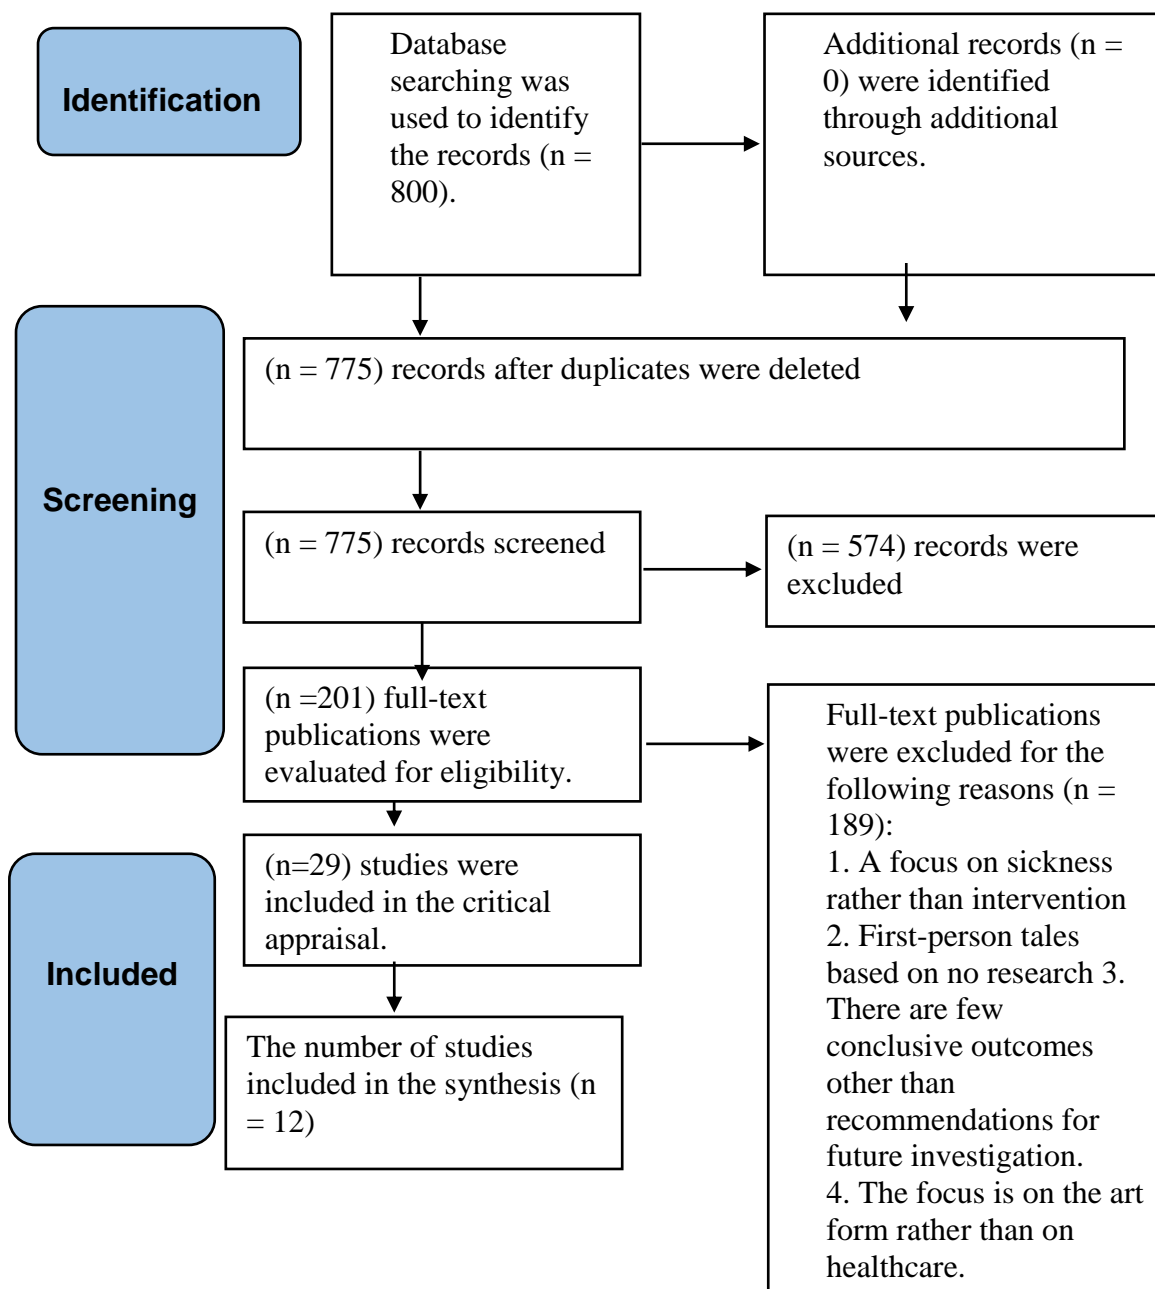 Identification
Database
searching was
used to identify
the records (n =
800).
Additional records (n =
0) were identified
through additional
sources.
Screening
(n = 775) records after duplicates were deleted
(n = 775) records screened
(n = 574) records were
excluded
(n =201) full-text
publications were
evaluated for eligibility.
Full-text publications
were excluded for the
following reasons (n =
189):
1. A focus on sickness
rather than intervention
2. First-person tales
based on no research 3.
There are few
conclusive outcomes
other than
recommendations for
future investigation.
4. The focus is on the art
form rather than on
healthcare.
Included
(n=29) studies were
included in the critical
appraisal.
The number of studies
included in the synthesis (n
= 12)